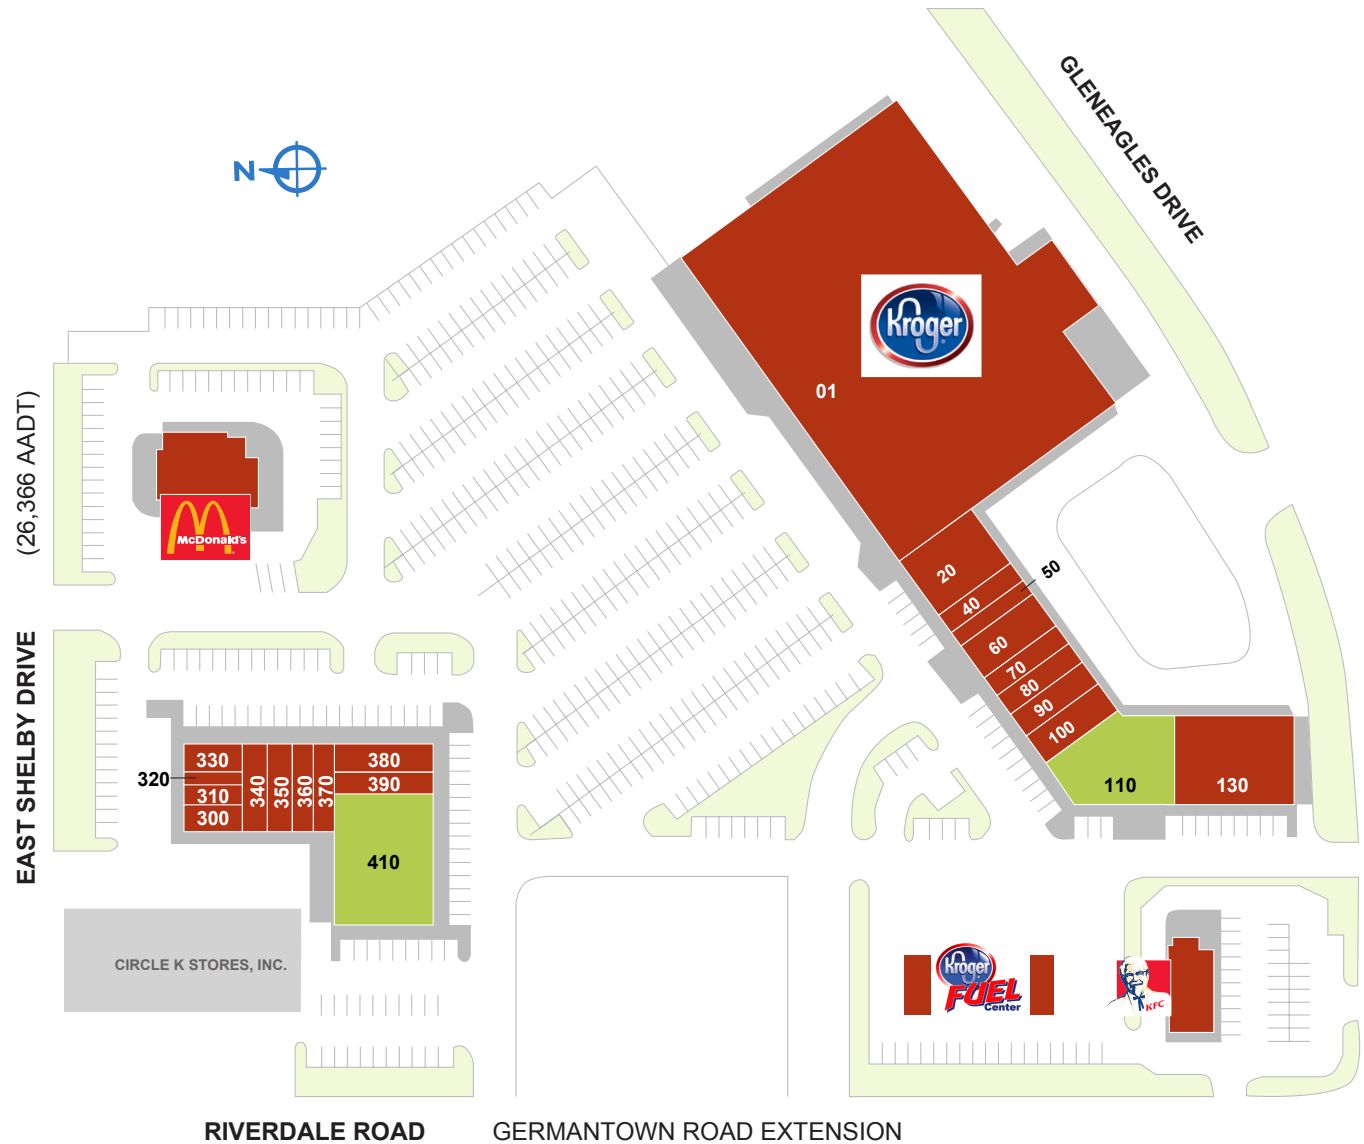 GLENEAGLES DRIVE
N
Kroger
01
(26,366 AADT)
McDonald's
20
40
50
60
70
80
90
100
110
130
EAST SHELBY DRIVE
330
320
310
300
340
350
360
370
380
390
410
CIRCLE K STORES, INC.
Kroger
FUEL
Center
KFC
RIVERDALE ROAD
GERMANTOWN ROAD EXTENSION